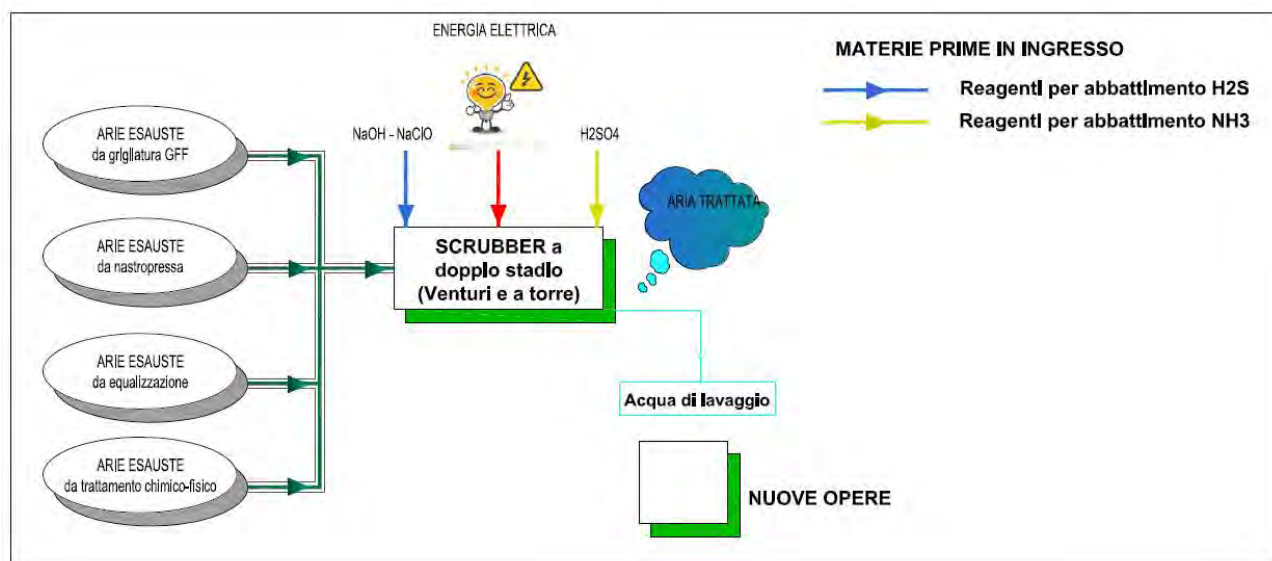 ENERGIA ELETTRICA
MATERIE PRIME IN INGRESSO
Reagenti per abbattimento H2S
Reagenti per abbattimento NH3
NaOH - NaClO
H2SO4
ARIE ESAUSTE
da grigliatura GFF
ARIE ESAUSTE
da nastropressa
ARIE ESAUSTE
da equalizzazione
ARIE ESAUSTE
da trattamento chimico-fisico
SCRUBBER a
doppio stadio
(Venturi e a torre)
ARIA TRATTATA
Acqua di lavaggio
NUOVE OPERE